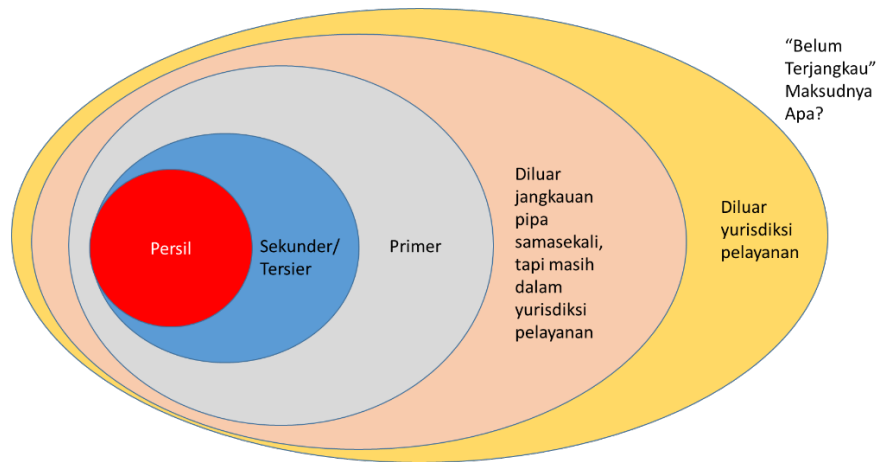 Persil
Sekunder/
Tersier
Primer
Diluar
jangkauan
pipa
samasekali,
tapi masih
dalam
yurisdiksi
pelayanan
Diluar
yurisdiksi
pelayanan
“Belum
Terjangkau”
Maksudnya
Apa?